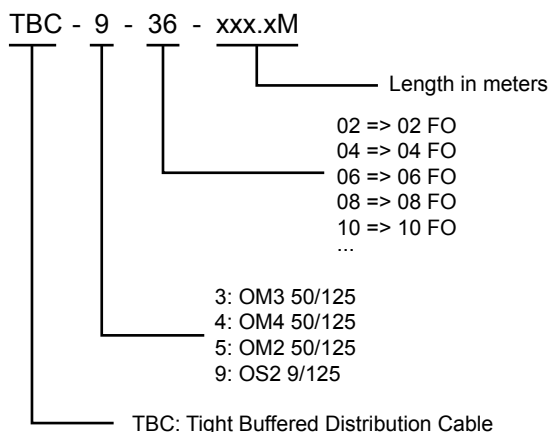 TBC - 9 - 36 - xxx.xM
Length in meters
02 => 02 FO
04 => 04 FO
06 => 06 FO
08 => 08 FO
10 => 10 FO
...
3: OM3 50/125
4: OM4 50/125
5: OM2 50/125
9: OS2 9/125
TBC: Tight Buffered Distribution Cable